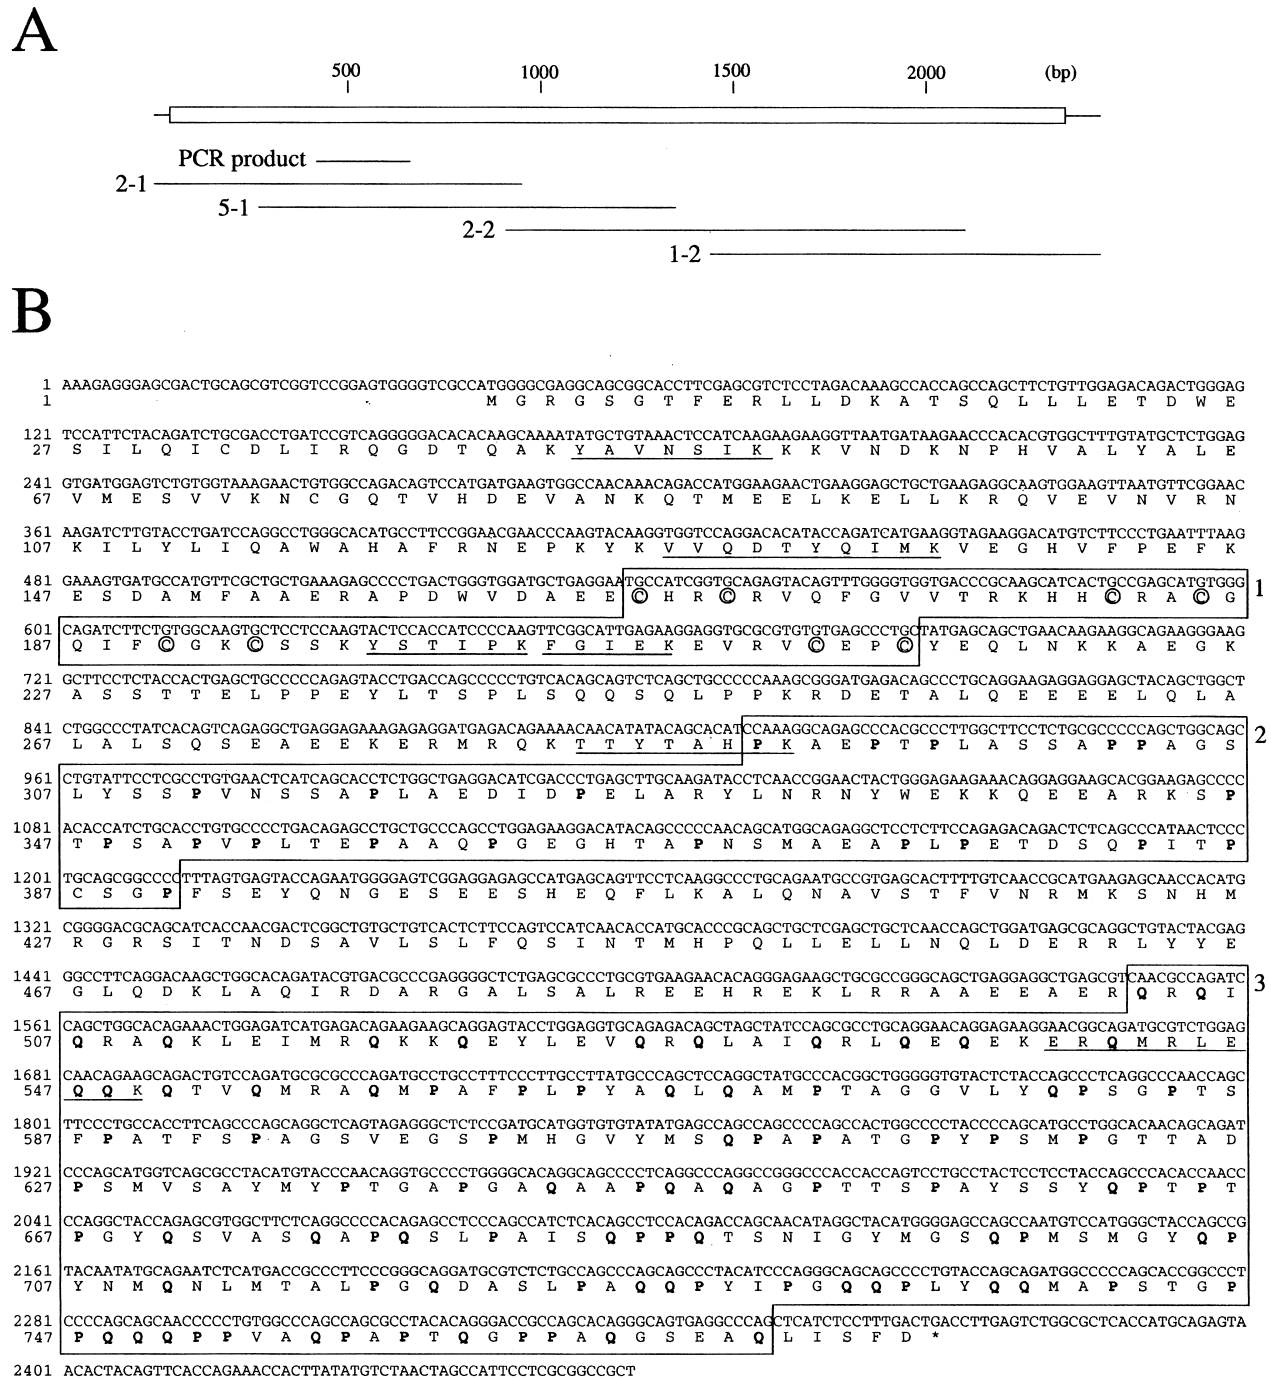 A
500 1000 1500 2000 (bp)
PCR product
2-1
5-1
2-2
1-2
B
1 AAAGAGGGAGCGACTGCAGCGTCGGTCCGGAGTGGGGTCGCCATGGGGCGAGGCAGCGGCACCTTCGAGCGTCTCCTAGACAAAGCCACCAGCCAGCTTCTGTTGGAGACAGACTGGGAG
1 M G R G S G T F E R L L D K A T S Q L L L E T D W E
121 TCCATTCTACAGATCTGCGACCTGATCCGTCAGGGGGACACACAAGCAAAATATGCTGTAAACTCCATCAAGAAGAAGGTTAATGATAAGAACCCACACGTGGCTTTGTATGCTCTGGAG
27 S I L Q I C D L I R Q G D T Q A K Y A V N S I K K K V N D K N P H V A L Y A L E
241 GTGATGGAGTCTGTGGTAAAGAACTGTGGCCAGACAGTCCATGATGAAGTGGCCAACAAACAGACCATGGAAGAACTGAAGGAGCTGCTGAAGAGGCAAGTGGAAGTTAATGTTCGGAAC
67 V M E S V V K N C G Q T V H D E V A N K Q T M E E L K E L L K R Q V E V N V R N
361 AAGATCTTGTACCTGATCCAGGCCTGGGCACATGCCTTCCGGAACGAACCCAAGTACAAGGTGGTCCAGGACACATACCAGATCATGAAGGTAGAAGGACATGTCTTCCCTGAATTTAAG
107 K I L Y L I Q A W A H A F R N E P K Y K V V Q D T Y Q I M K V E G H V F P E F K
481 GAAAGTGATGCCATGTTCGCTGCTGAAAGAGCCCCTGACTGGGTGGATGCTGAGGAATGCCATCGGTGCAGAGTACAGTTTGGGGTGGTGACCCGCAAGCATCACTGCCGAGCATGTGGG 1
147 E S D A M F A A E R A P D W V D A E E C H R C R V Q F G V V T R K H H C R A C G
601 CAGATCTTCTGTGGCAAGTGCTCCTCCAAGTACTCCACCATCCCCAAGTTCGGCATTGAGAAGGAGGTGCGCGTGTGTGAGCCCTGCTATGAGCAGCTGAACAAGAAGGCAGAAGGGAAG
187 Q I F C G K C S S K Y S T I P K F G I E K E V R V C E P C Y E Q L N K K A E G K
721 GCTTCCTCTACCACTGAGCTGCCCCCAGAGTACCTGACCAGCCCCCTGTCACAGCAGTCTCAGCTGCCCCCAAAGCGGGATGAGACAGCCCTGCAGGAAGAGGAGGAGCTACAGCTGGCT
227 A S S T T E L P P E Y L T S P L S Q Q S Q L P P K R D E T A L Q E E E E L Q L A
841 CTGGCCCTATCACAGTCAGAGGCTGAGGAGAAAGAGAGGATGAGACAGAAAACAACATATACAGCACATCCAAAGGCAGAGCCCACGCCCTTGGCTTCCTCTGCGCCCCCAGCTGGCAGC 2
267 L A L S Q S E A E E K E R M R Q K T T Y T A H P K A E P T P L A S S A P P A G S
961 CTGTATTCCTCGCCTGTGAACTCATCAGCACCTCTGGCTGAGGACATCGACCCTGAGCTTGCAAGATACCTCAACCGGAACTACTGGGAGAAGAAACAGGAGGAAGCACGGAAGAGCCCC
307 L Y S S P V N S S A P L A E D I D P E L A R Y L N R N Y W E K K Q E E A R K S P
1081 ACACCATCTGCACCTGTGCCCCTGACAGAGCCTGCTGCCCAGCCTGGAGAAGGACATACAGCCCCCAACAGCATGGCAGAGGCTCCTCTTCCAGAGACAGACTCTCAGCCCATAACTCCC
347 T P S A P V P L T E P A A Q P G E G H T A P N S M A E A P L P E T D S Q P I T P
1201 TGCAGCGGCCCCTTTAGTGAGTACCAGAATGGGGAGTCGGAGGAGAGCCATGAGCAGTTCCTCAAGGCCCTGCAGAATGCCGTGAGCACTTTTGTCAACCGCATGAAGAGCAACCACATG
387 C S G P F S E Y Q N G E S E E S H E Q F L K A L Q N A V S T F V N R M K S N H M
1321 CGGGGACGCAGCATCACCAACGACTCGGCTGTGCTGTCACTCTTCCAGTCCATCAACACCATGCACCCGCAGCTGCTCGAGCTGCTCAACCAGCTGGATGAGCGCAGGCTGTACTACGAG
427 R G R S I T N D S A V L S L F Q S I N T M H P Q L L E L L N Q L D E R R L Y Y E
1441 GGCCTTCAGGACAAGCTGGCACAGATACGTGACGCCCGAGGGGCTCTGAGCGCCCTGCGTGAAGAACACAGGGAGAAGCTGCGCCGGGCAGCTGAGGAGGCTGAGCGTCAACGCCAGATC 3
467 G L Q D K L A Q I R D A R G A L S A L R E E H R E K L R R A A E E A E R Q R Q I
1561 CAGCTGGCACAGAAACTGGAGATCATGAGACAGAAGAAGCAGGAGTACCTGGAGGTGCAGAGACAGCTAGCTATCCAGCGCCTGCAGGAACAGGAGAAGGAACGGCAGATGCGTCTGGAG
507 Q R A Q K L E I M R Q K K Q E Y L E V Q R Q L A I Q R L Q E Q E K E R Q M R L E
1681 CAACAGAAGCAGACTGTCCAGATGCGCGCCCAGATGCCTGCCTTTCCCTTGCCTTATGCCCAGCTCCAGGCTATGCCCACGGCTGGGGGTGTACTCTACCAGCCCTCAGGCCCAACCAGC
547 Q Q K Q T V Q M R A Q M P A F P L P Y A Q L Q A M P T A G G V L Y Q P S G P T S
1801 TTCCCTGCCACCTTCAGCCCAGCAGGCTCAGTAGAGGGCTCTCCGATGCATGGTGTGTATATGAGCCAGCCAGCCCCAGCCACTGGCCCCTACCCCAGCATGCCTGGCACAACAGCAGAT
587 F P A T F S P A G S V E G S P M H G V Y M S Q P A P A T G P Y P S M P G T T A D
1921 CCCAGCATGGTCAGCGCCTACATGTACCCAACAGGTGCCCCTGGGGCACAGGCAGCCCCTCAGGCCCAGGCCGGGCCCACCACCAGTCCTGCCTACTCCTCCTACCAGCCCACACCAACC
627 P S M V S A Y M Y P T G A P G A Q A A P Q A Q A G P T T S P A Y S S Y Q P T P T
2041 CCAGGCTACCAGAGCGTGGCTTCTCAGGCCCCACAGAGCCTCCCAGCCATCTCACAGCCTCCACAGACCAGCAACATAGGCTACATGGGGAGCCAGCCAATGTCCATGGGCTACCAGCCG
667 P G Y Q S V A S Q A P Q S L P A I S Q P P Q T S N I G Y M G S Q P M S M G Y Q P
2161 TACAATATGCAGAATCTCATGACCGCCCTTCCCGGGCAGGATGCGTCTCTGCCAGCCCAGCAGCCCTACATCCCAGGGCAGCAGCCCCTGTACCAGCAGATGGCCCCCAGCACCGGCCCT
707 Y N M Q N L M T A L P G Q D A S L P A Q Q P Y I P G Q Q P L Y Q Q M A P S T G P
2281 CCCCAGCAGCAACCCCCTGTGGCCCAGCCAGCGCCTACACAGGGACCGCCAGCACAGGGCAGTGAGGCCCAGCTCATCTCCTTTGACTGACCTTGAGTCTGGCGCTCACCATGCAGAGTA
747 P Q Q Q P P V A Q P A P T Q G P P A Q G S E A Q L I S F D *
2401 ACACTACAGTTCACCAGAAACCACTTATATGTCTAACTAGCCATTCCTCGCGGCCGCT